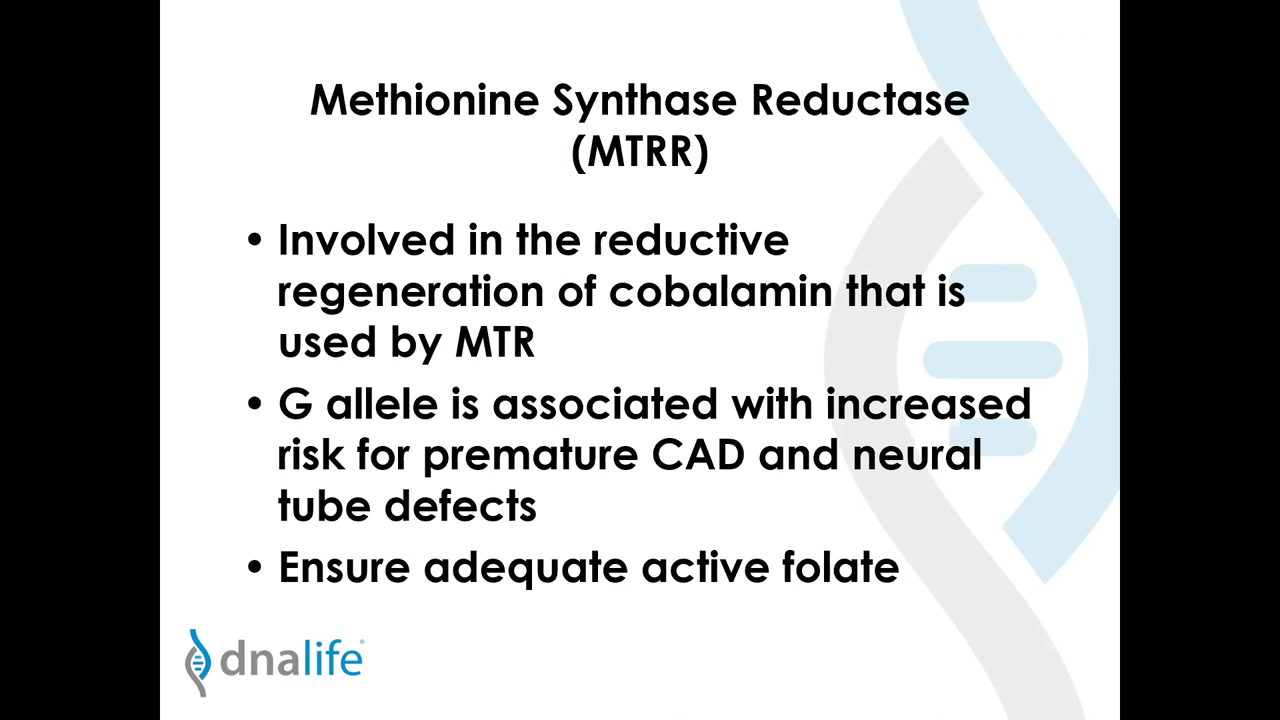 Methionine Synthase Reductase
(MTRR)
• Involved in the reductive
regeneration of cobalamin that is
used by MTR
• G allele is associated with increased
risk for premature CAD and neural
tube defects
• Ensure adequate active folate
dnalife